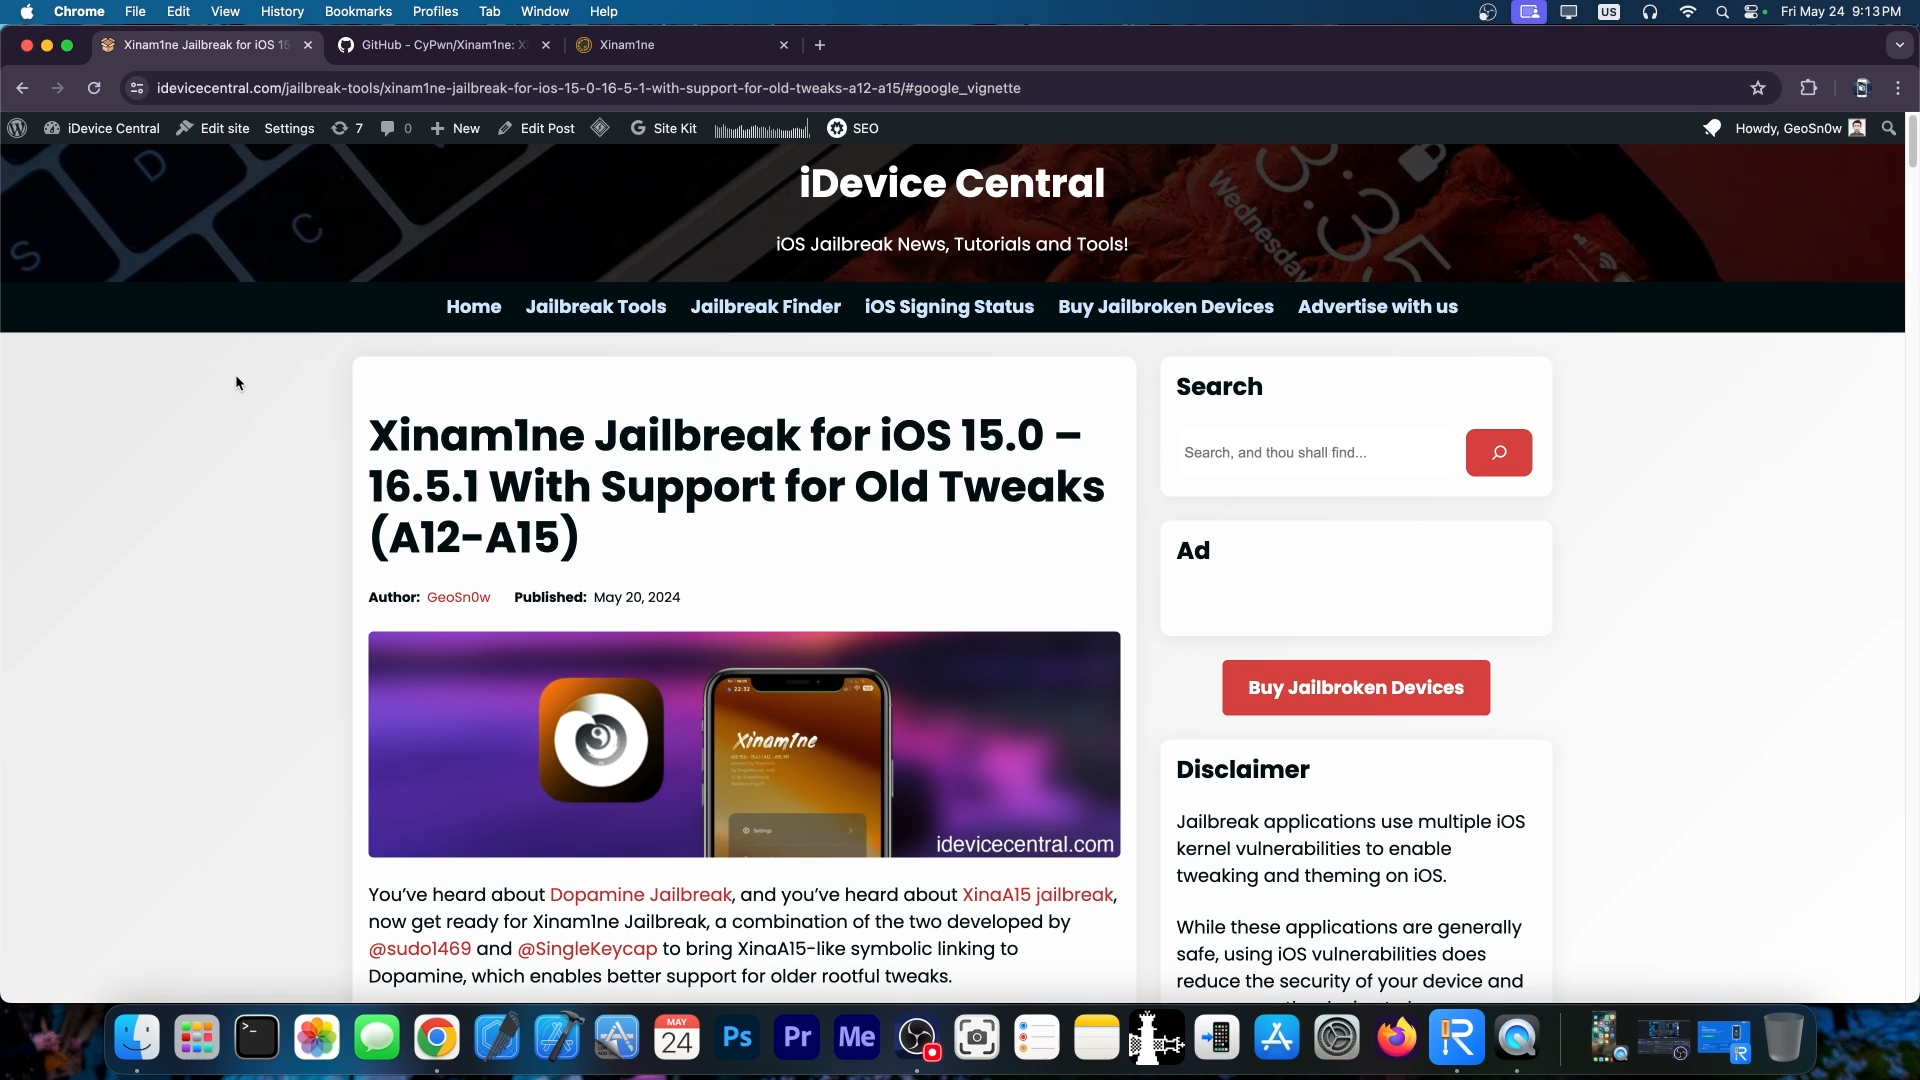 Chrome File Edit View History Bookmarks Profiles Tab Window Help US Fri May 24 9:13 PM
Xinam1ne Jailbreak for iOS 15 GitHub - CyPwn/Xinam1ne: X Xinam1ne
idevicecentral.com/jailbreak-tools/xinam1ne-jailbreak-for-ios-15-0-16-5-1-with-support-for-old-tweaks-a12-a15/#google_vignette
iDevice Central Edit site Settings 7 0 New Edit Post Site Kit SEO Howdy, GeoSn0w
iDevice Central
iOS Jailbreak News, Tutorials and Tools!
D
C
S
3:35
Wednesday
Home Jailbreak Tools Jailbreak Finder iOS Signing Status Buy Jailbroken Devices Advertise with us
Xinam1ne Jailbreak for iOS 15.0 –
16.5.1 With Support for Old Tweaks
(A12-A15)
Author: GeoSn0w Published: May 20, 2024
22:32
Xinam1ne
Settings
idevicecentral.com
You've heard about Dopamine Jailbreak, and you've heard about XinaA15 jailbreak,
now get ready for Xinam1ne Jailbreak, a combination of the two developed by
@sudo1469 and @SingleKeycap to bring XinaA15-like symbolic linking to
Dopamine, which enables better support for older rootful tweaks.
Search
Search, and thou shall find...
Ad
Buy Jailbroken Devices
Disclaimer
Jailbreak applications use multiple iOS
kernel vulnerabilities to enable
tweaking and theming on iOS.
While these applications are generally
safe, using iOS vulnerabilities does
reduce the security of your device and
MAY
24
Ps Pr Me